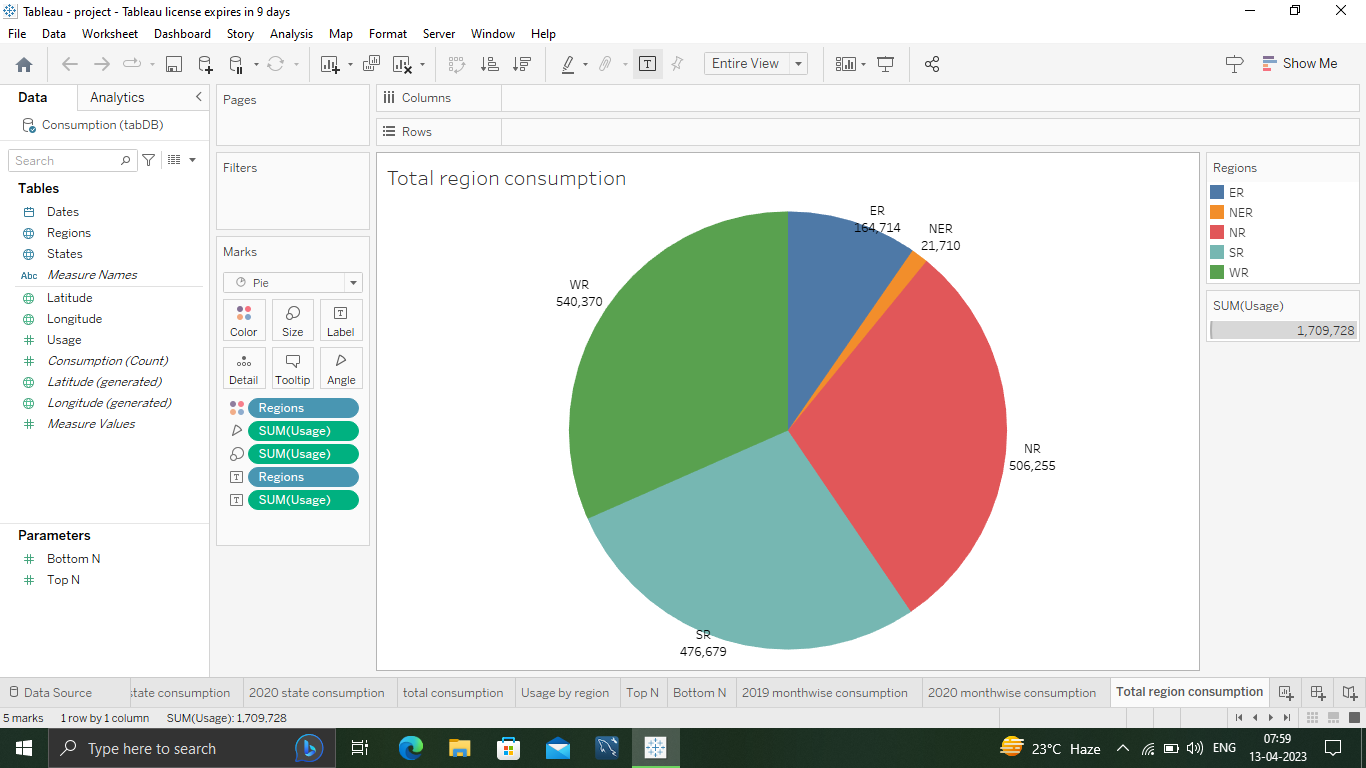 Tableau - project - Tableau license expires in 9 days
File Data Worksheet Dashboard Story Analysis Map Format Server Window Help
Entire View
Show Me
Data Analytics
Consumption (tabDB)
Search
Tables
Dates
Regions
States
Abc Measure Names
Latitude
Longitude
Usage
Consumption (Count)
Latitude (generated)
Longitude (generated)
Measure Values
Parameters
Bottom N
Top N
Pages
Filters
Marks
Pie
Color Size Label
Detail Tooltip Angle
Regions
SUM(Usage)
SUM(Usage)
Regions
SUM(Usage)
Columns
Rows
Total region consumption
ER
164,714
NER
21,710
WR
540,370
NR
506,255
SR
476,679
Regions
ER
NER
NR
SR
WR
SUM(Usage)
1,709,728
Data Source state consumption 2020 state consumption total consumption Usage by region Top N Bottom N 2019 monthwise consumption 2020 monthwise consumption Total region consumption
5 marks 1 row by 1 column SUM(Usage): 1,709,728
Type here to search
23°C Haze
ENG
07:59
13-04-2023